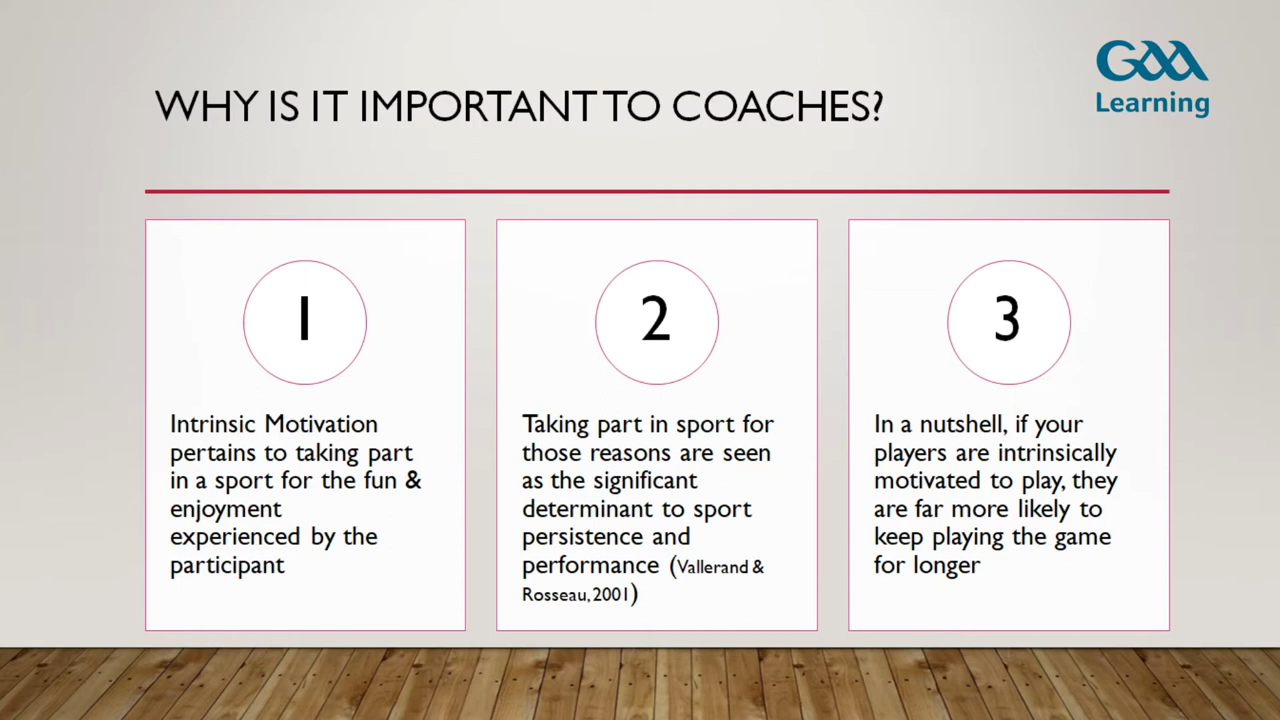 GAA
Learning
WHY IS IT IMPORTANT TO COACHES?
1
Intrinsic Motivation
pertains to taking part
in a sport for the fun &
enjoyment
experienced by the
participant
2
Taking part in sport for
those reasons are seen
as the significant
determinant to sport
persistence and
performance (Vallerand &
Rosseau, 2001)
3
In a nutshell, if your
players are intrinsically
motivated to play, they
are far more likely to
keep playing the game
for longer